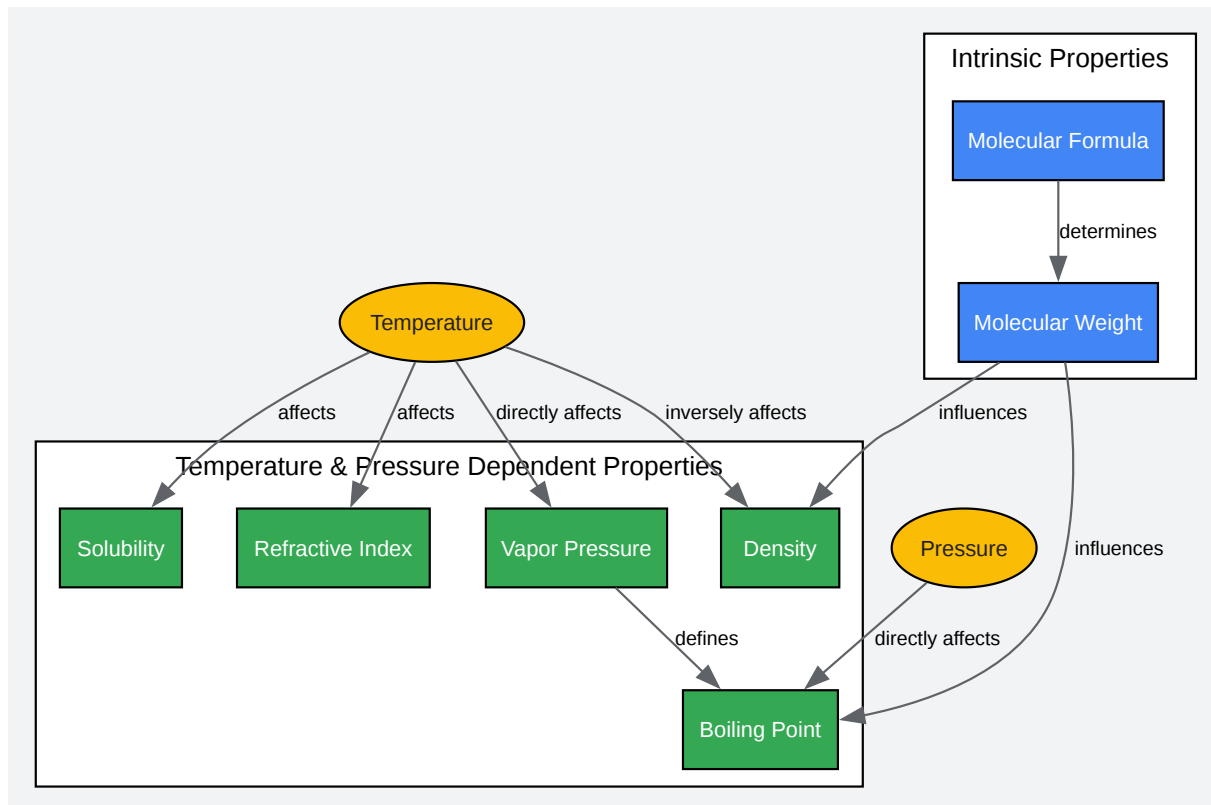 Intrinsic Properties
Molecular Formula
determines
Temperature
Molecular Weight
affects
affects
directly affects
inversely affects
influences
Temperature & Pressure Dependent Properties
Solubility
Refractive Index
Vapor Pressure
Density
Pressure
influences
defines
directly affects
Boiling Point